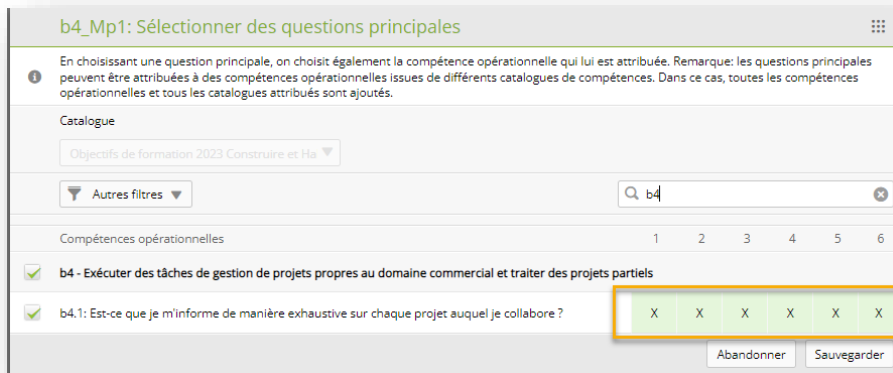 b4_Mp1: Sélectionner des questions principales
En choisissant une question principale, on choisit également la compétence opérationnelle qui lui est attribuée. Remarque: les questions principales
peuvent être attribuées à des compétences opérationnelles issues de différents catalogues de compétences. Dans ce cas, toutes les compétences
opérationnelles et tous les catalogues attribués sont ajoutés.
Catalogue
Objectifs de formation 2023 Construire et Ha
Autres filtres
b4
Compétences opérationnelles 1 2 3 4 5 6
b4 - Exécuter des tâches de gestion de projets propres au domaine commercial et traiter des projets partiels
b4.1: Est-ce que je m'informe de manière exhaustive sur chaque projet auquel je collabore ? X X X X X X
Abandonner Sauvegarder